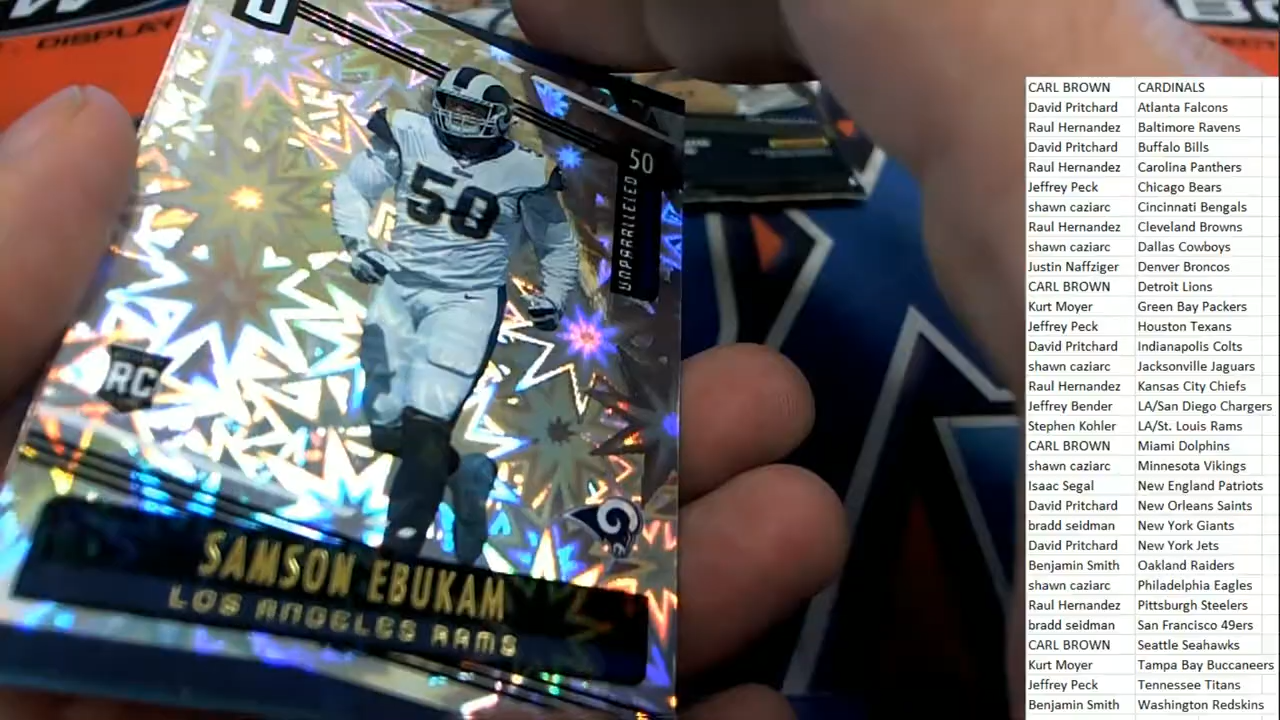 DISPLAY
50
UNPARALLELED
50
RC
SAMSON EBUKAM
LOS ANGELES RAMS
CARL BROWN CARDINALS
David Pritchard Atlanta Falcons
Raul Hernandez Baltimore Ravens
David Pritchard Buffalo Bills
Raul Hernandez Carolina Panthers
Jeffrey Peck Chicago Bears
shawn caziarc Cincinnati Bengals
Raul Hernandez Cleveland Browns
shawn caziarc Dallas Cowboys
Justin Naffziger Denver Broncos
CARL BROWN Detroit Lions
Kurt Moyer Green Bay Packers
Jeffrey Peck Houston Texans
David Pritchard Indianapolis Colts
shawn caziarc Jacksonville Jaguars
Raul Hernandez Kansas City Chiefs
Jeffrey Bender LA/San Diego Chargers
Stephen Kohler LA/St. Louis Rams
CARL BROWN Miami Dolphins
shawn caziarc Minnesota Vikings
Isaac Segal New England Patriots
David Pritchard New Orleans Saints
bradd seidman New York Giants
David Pritchard New York Jets
Benjamin Smith Oakland Raiders
shawn caziarc Philadelphia Eagles
Raul Hernandez Pittsburgh Steelers
bradd seidman San Francisco 49ers
CARL BROWN Seattle Seahawks
Kurt Moyer Tampa Bay Buccaneers
Jeffrey Peck Tennessee Titans
Benjamin Smith Washington Redskins